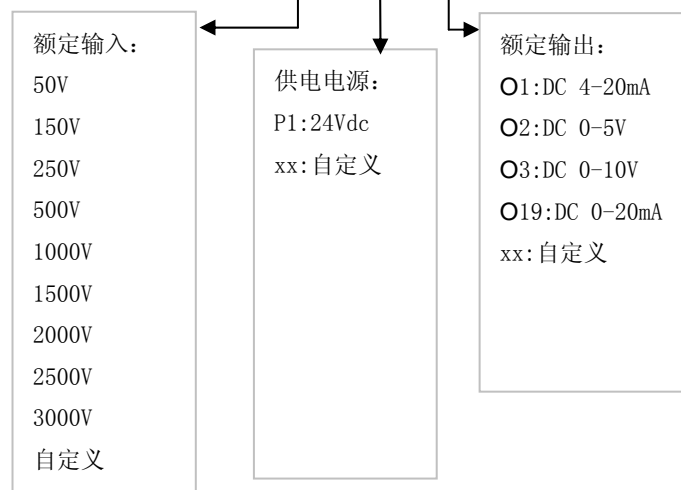 额定输入：
50V
150V
250V
500V
1000V
1500V
2000V
2500V
3000V
自定义
供电电源：
P1:24Vdc
xx:自定义
额定输出：
O1:DC 4-20mA
O2:DC 0-5V
O3:DC 0-10V
O19:DC 0-20mA
xx:自定义